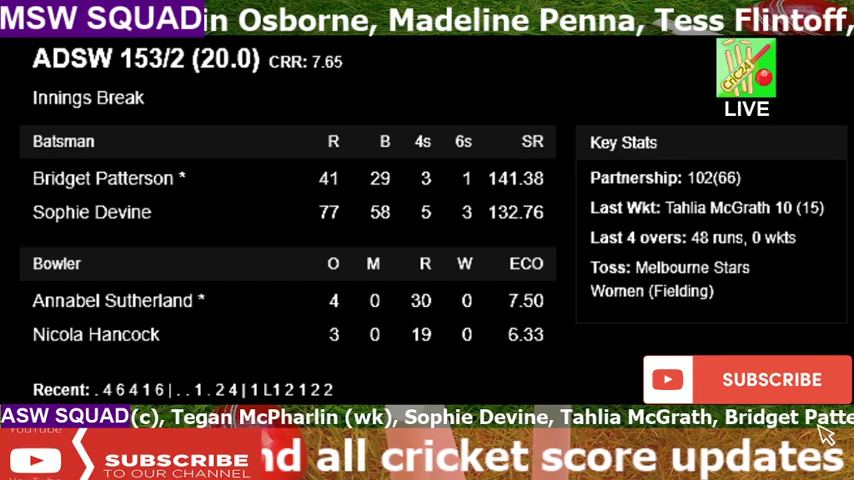 MSW SQUAD in Osborne, Madeline Penna, Tess Flintoff,
ADSW 153/2 (20.0) CRR: 7.65
Innings Break
CriC24
LIVE
Batsman R B 4s 6s SR
Bridget Patterson * 41 29 3 1 141.38
Sophie Devine 77 58 5 3 132.76
Bowler O M R W ECO
Annabel Sutherland * 4 0 30 0 7.50
Nicola Hancock 3 0 19 0 6.33
Recent: . 4 6 4 1 6 | . . 1 . 2 4 | 1 L1 2 1 2 2
Key Stats
Partnership: 102(66)
Last Wkt: Tahlia McGrath 10 (15)
Last 4 overs: 48 runs, 0 wkts
Toss: Melbourne Stars
Women (Fielding)
SUBSCRIBE
ASW SQUAD (c), Tegan McPharlin (wk), Sophie Devine, Tahlia McGrath, Bridget Patte
YouTube
SUBSCRIBE
TO OUR CHANNEL
nd all cricket score updates